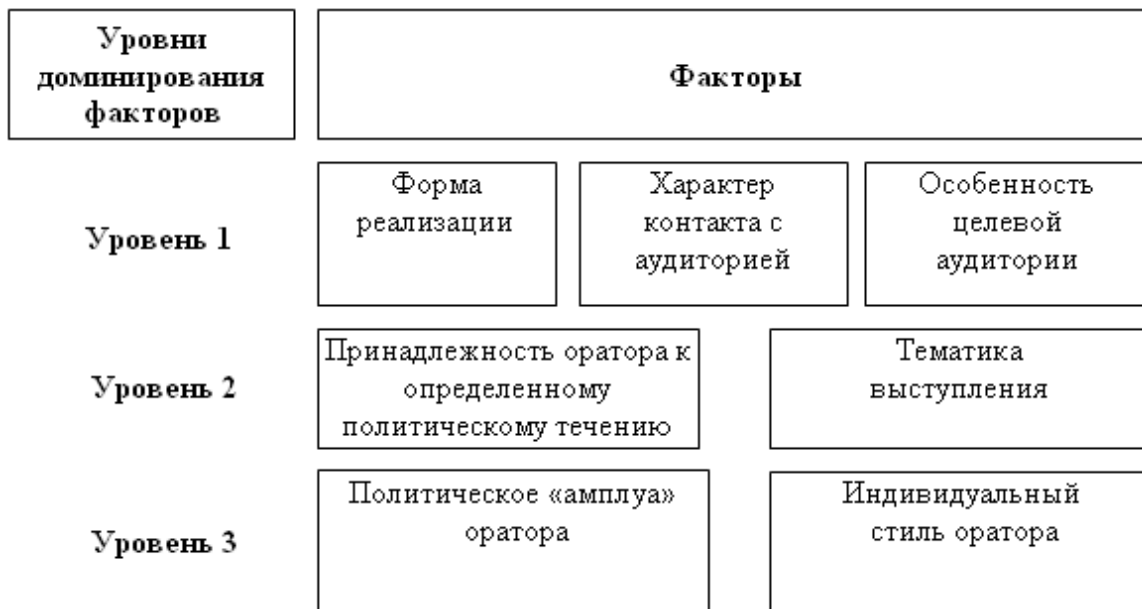 Уровни
доминирования
факторов
Факторы
Уровень 1
Форма
реализации
Характер
контакта с
аудиторией
Особенность
целевой
аудитории
Уровень 2
Принадлежность оратора к
определенному
политическому течению
Тематика
выступления
Уровень 3
Политическое «амплуа»
оратора
Индивидуальный
стиль оратора